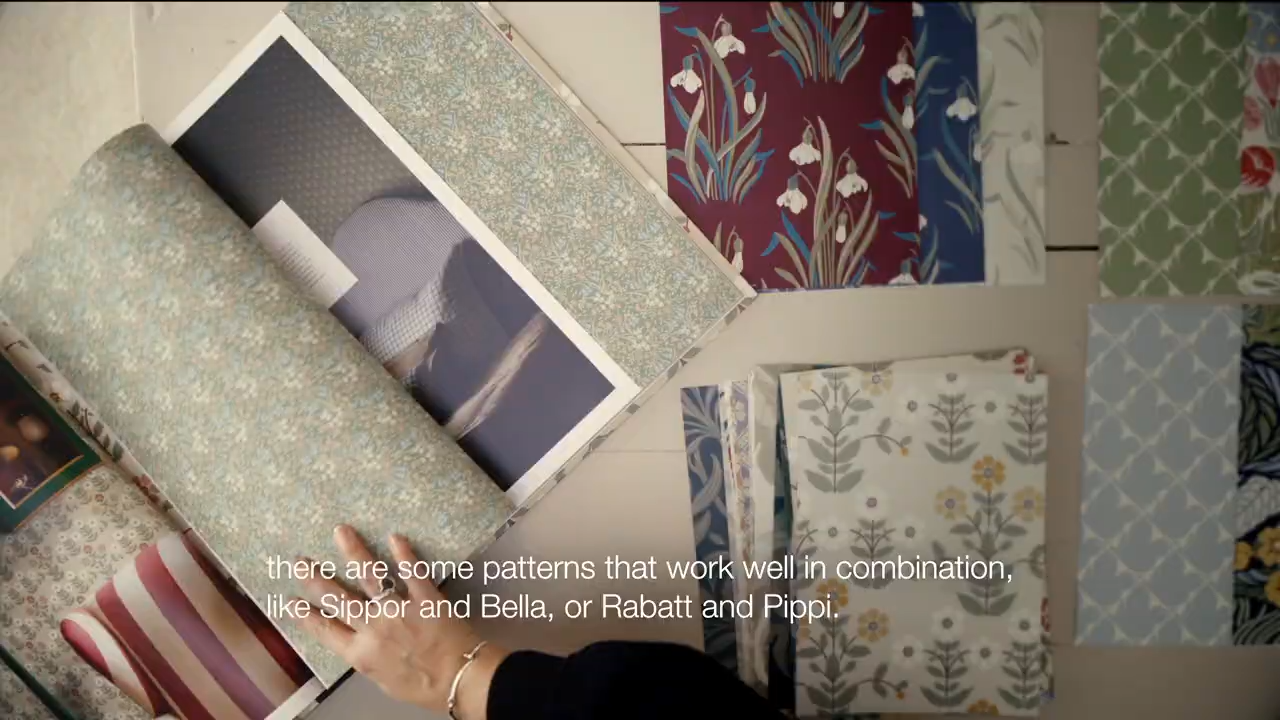 there are some patterns that work well in combination,
like Sippor and Bella, or Rabatt and Pippi.